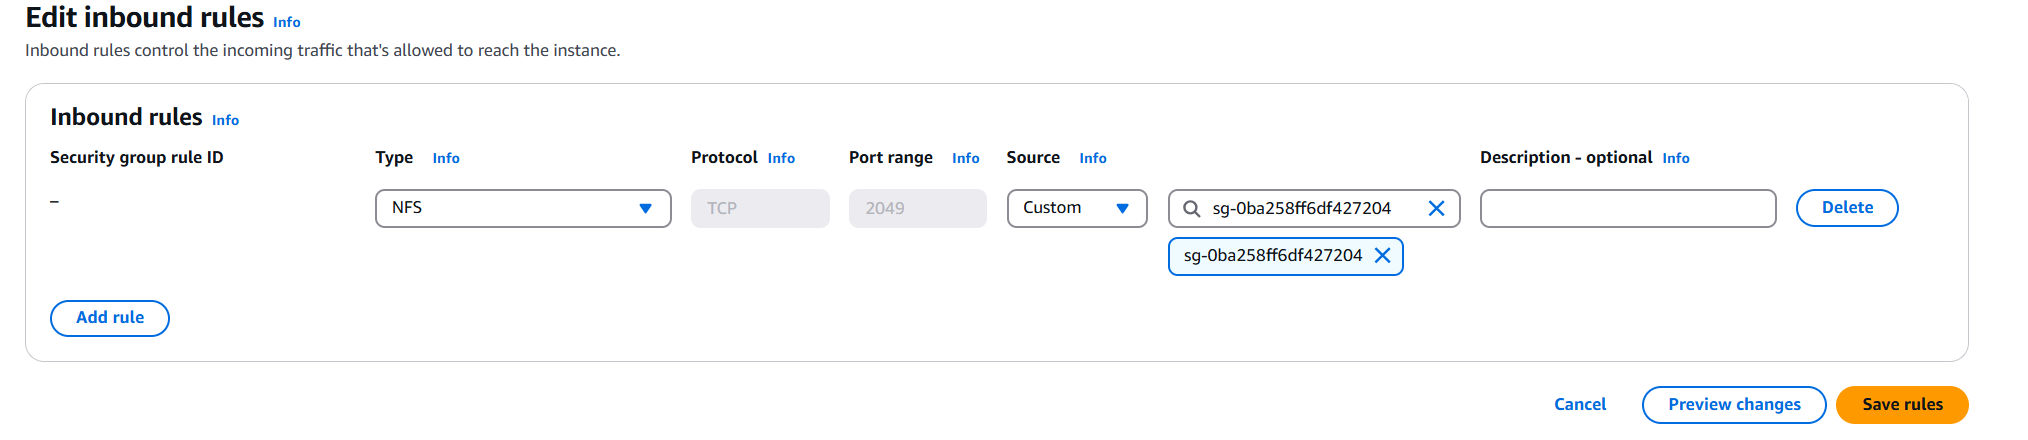 Edit inbound rules Info
Inbound rules control the incoming traffic that's allowed to reach the instance.
Inbound rules Info
Security group rule ID Type Info Protocol Info Port range Info Source Info Description - optional Info
– NFS TCP 2049 Custom sg-0ba258ff6df427204 Delete
sg-0ba258ff6df427204
Add rule
Cancel Preview changes Save rules